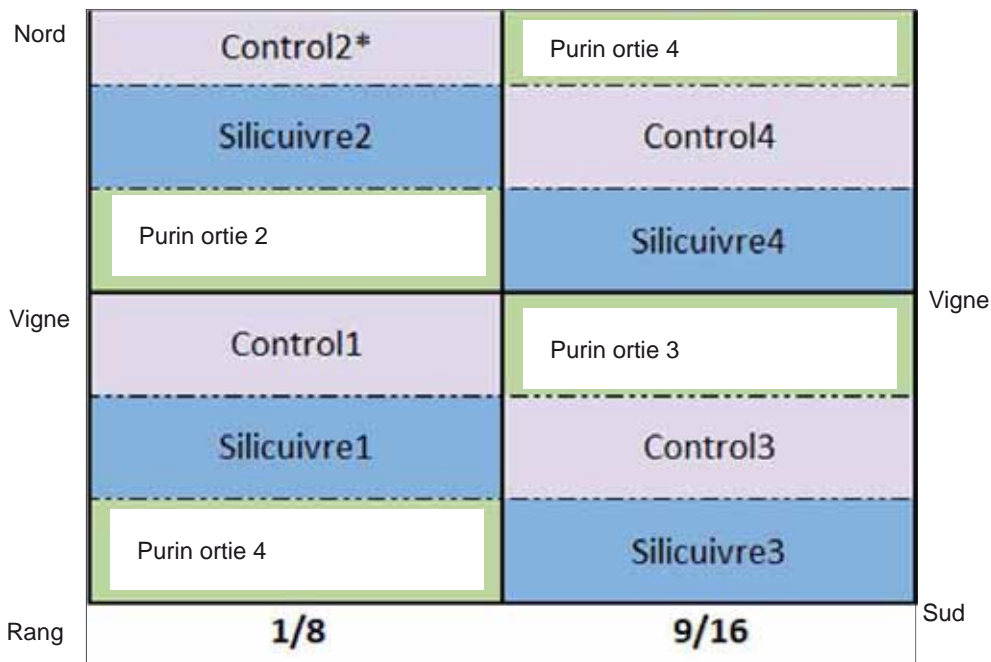 Nord
Control2*
Purin ortie 4
Silicuivre2
Control4
Purin ortie 2
Silicuivre4
Vigne
Vigne
Control1
Purin ortie 3
Silicuivre1
Control3
Purin ortie 4
Silicuivre3
Rang
1/8
9/16
Sud